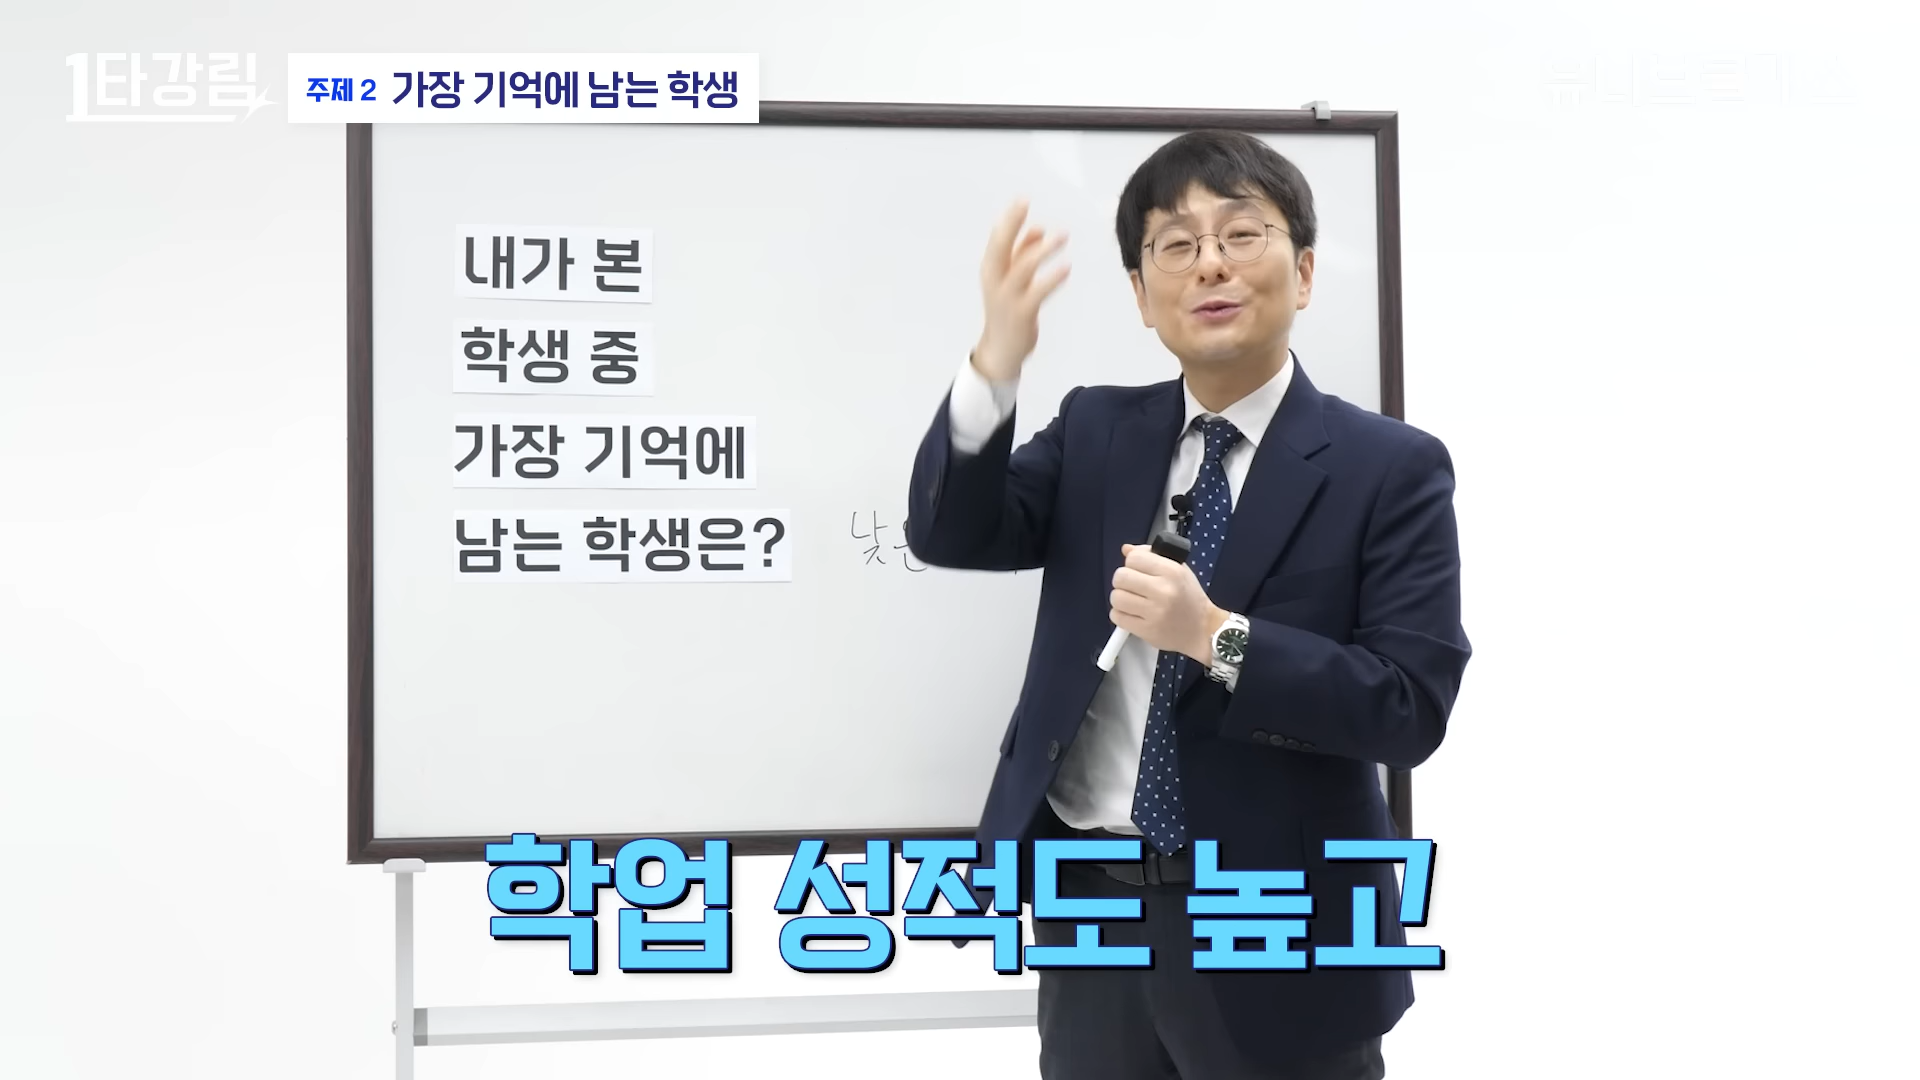 1타강림
주제 2 가장 기억에 남는 학생
내가 본
학생 중
가장 기억에
남는 학생은?
낮은
학업 성적도 높고